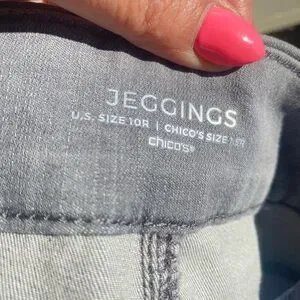 JEGGINGS
U.S. SIZE 10R | CHICO'S SIZE
chico's®